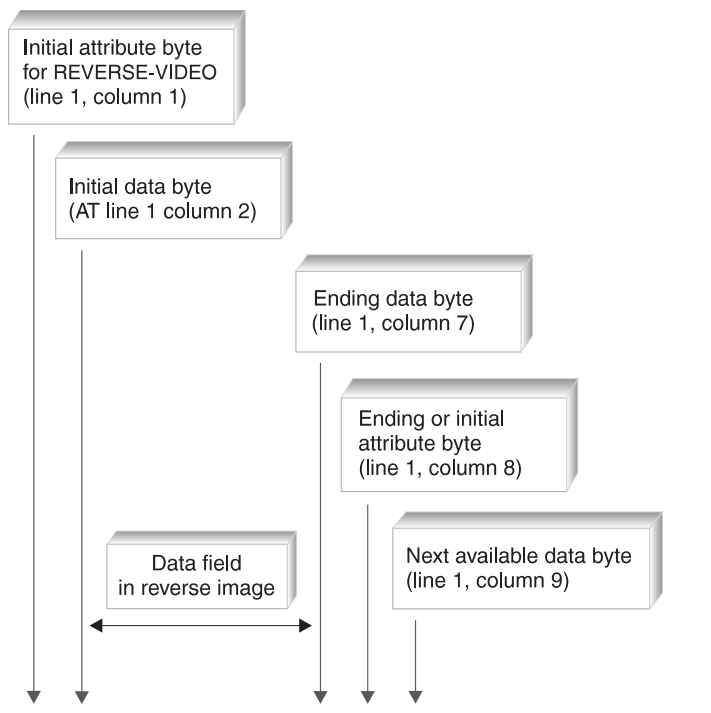 Initial attribute byte
for REVERSE-VIDEO
(line 1, column 1)
Initial data byte
(AT line 1 column 2)
Ending data byte
(line 1, column 7)
Ending or initial
attribute byte
(line 1, column 8)
Data field
in reverse image
Next available data byte
(line 1, column 9)